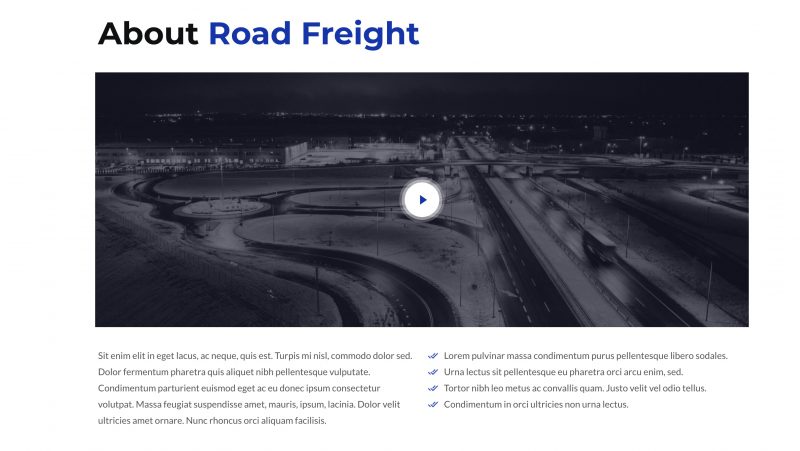 About Road Freight
Sit enim elit in eget lacus, ac neque, quis est. Turpis mi nisl, commodo dolor sed.
Dolor fermentum pharetra quis aliquet nibh pellentesque vulputate.
Condimentum parturient euismod eget ac eu donec ipsum consectetur
volutpat. Massa feugiat suspendisse amet, mauris, ipsum, lacinia. Dolor velit
ultricies amet ornare. Nunc rhoncus orci aliquam facilisis.
Lorem pulvinar massa condimentum purus pellentesque libero sodales.
Urna lectus sit pellentesque eu pharetra orci arcu enim, sed.
Tortor nibh leo metus ac convallis quam. Justo velit vel odio tellus.
Condimentum in orci ultricies non urna lectus.